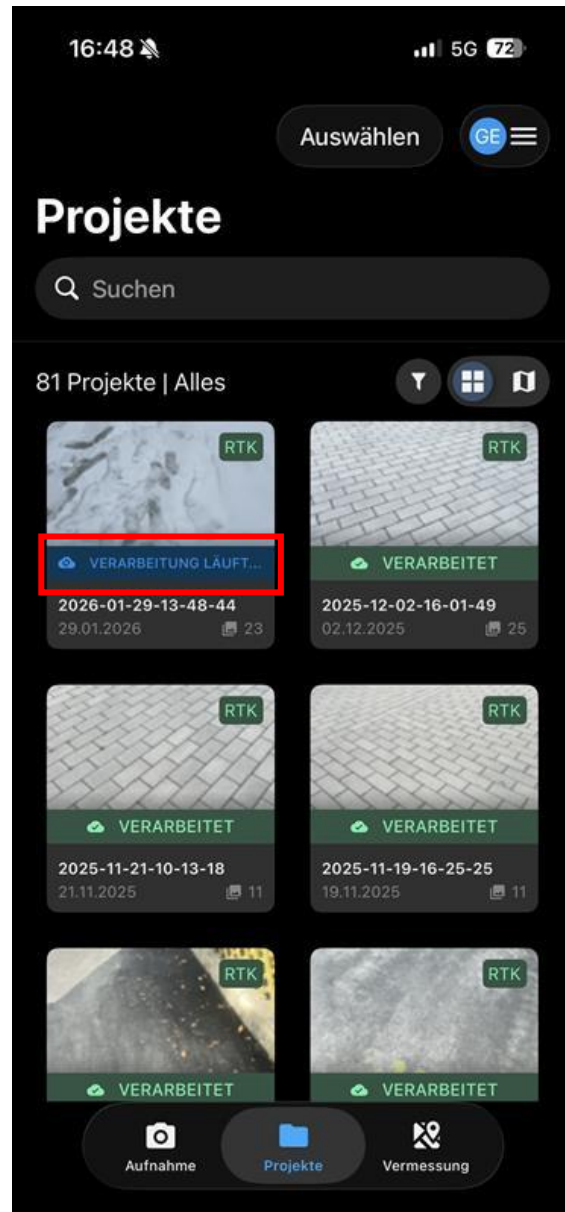 16:48
5G 72
Auswählen
GE
Projekte
Suchen
81 Projekte | Alles
RTK
RTK
VERARBEITUNG LÄUFT...
VERARBEITET
2026-01-29-13-48-44
29.01.2026 23
2025-12-02-16-01-49
02.12.2025 25
RTK
RTK
VERARBEITET
VERARBEITET
2025-11-21-10-13-18
21.11.2025 11
2025-11-19-16-25-25
19.11.2025 11
RTK
RTK
VERARBEITET
VERARBEITET
Aufnahme
Projekte
Vermessung